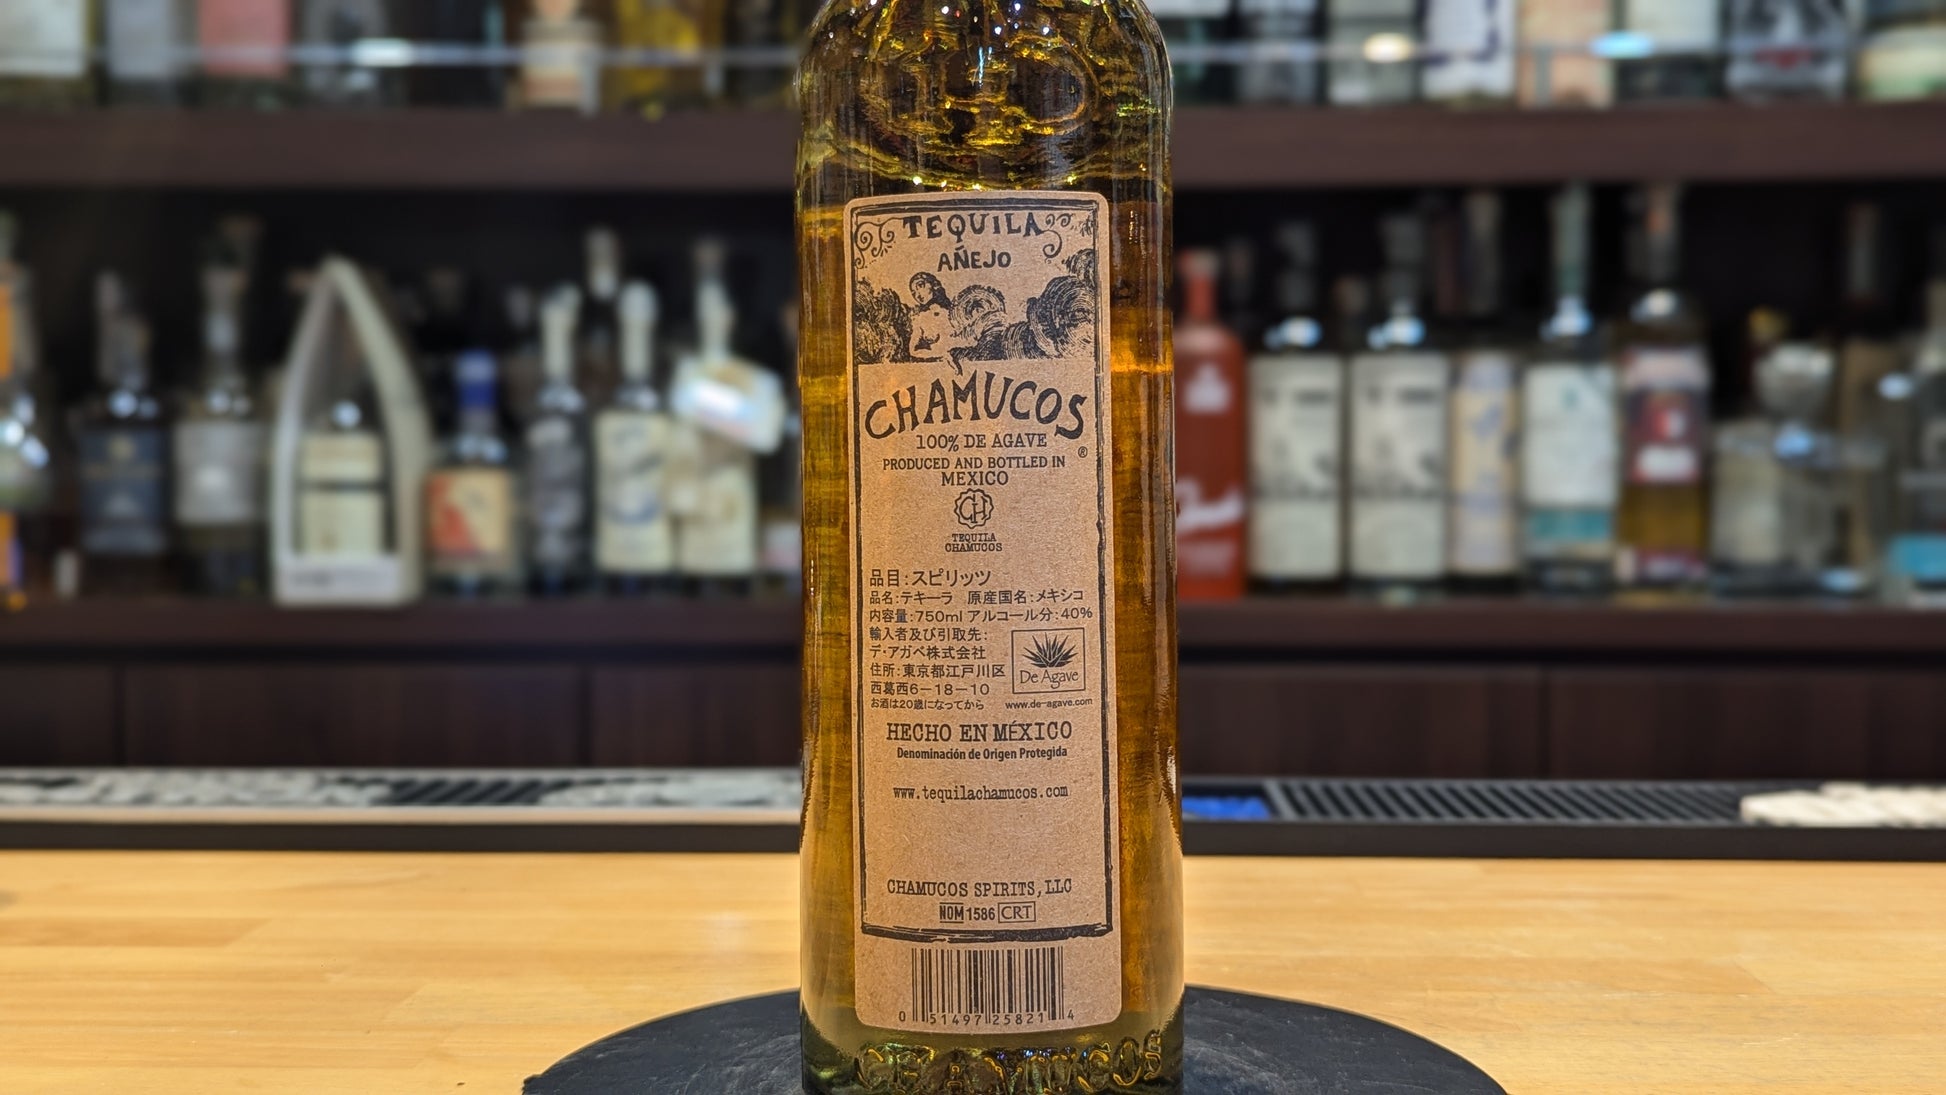 TEQUILA
AÑEJO
CHAMUCOS
100% DE AGAVE
®
PRODUCED AND BOTTLED IN
MEXICO
CH
TEQUILA
CHAMUCOS
品目:スピリッツ
品名:テキーラ 原産国名:メキシコ
内容量:750ml アルコール分:40%
輸入者及び引取先:
デ・アガベ株式会社
住所:東京都江戸川区
西葛西6-18-10
お酒は20歳になってから
De Agave
www.de-agave.com
HECHO EN MÉXICO
Denominación de Origen Protegida
www.tequilachamucos.com
CHAMUCOS SPIRITS, LLC
NOM 1586 CRT
0 51497 25821 4
CHAMUCOS